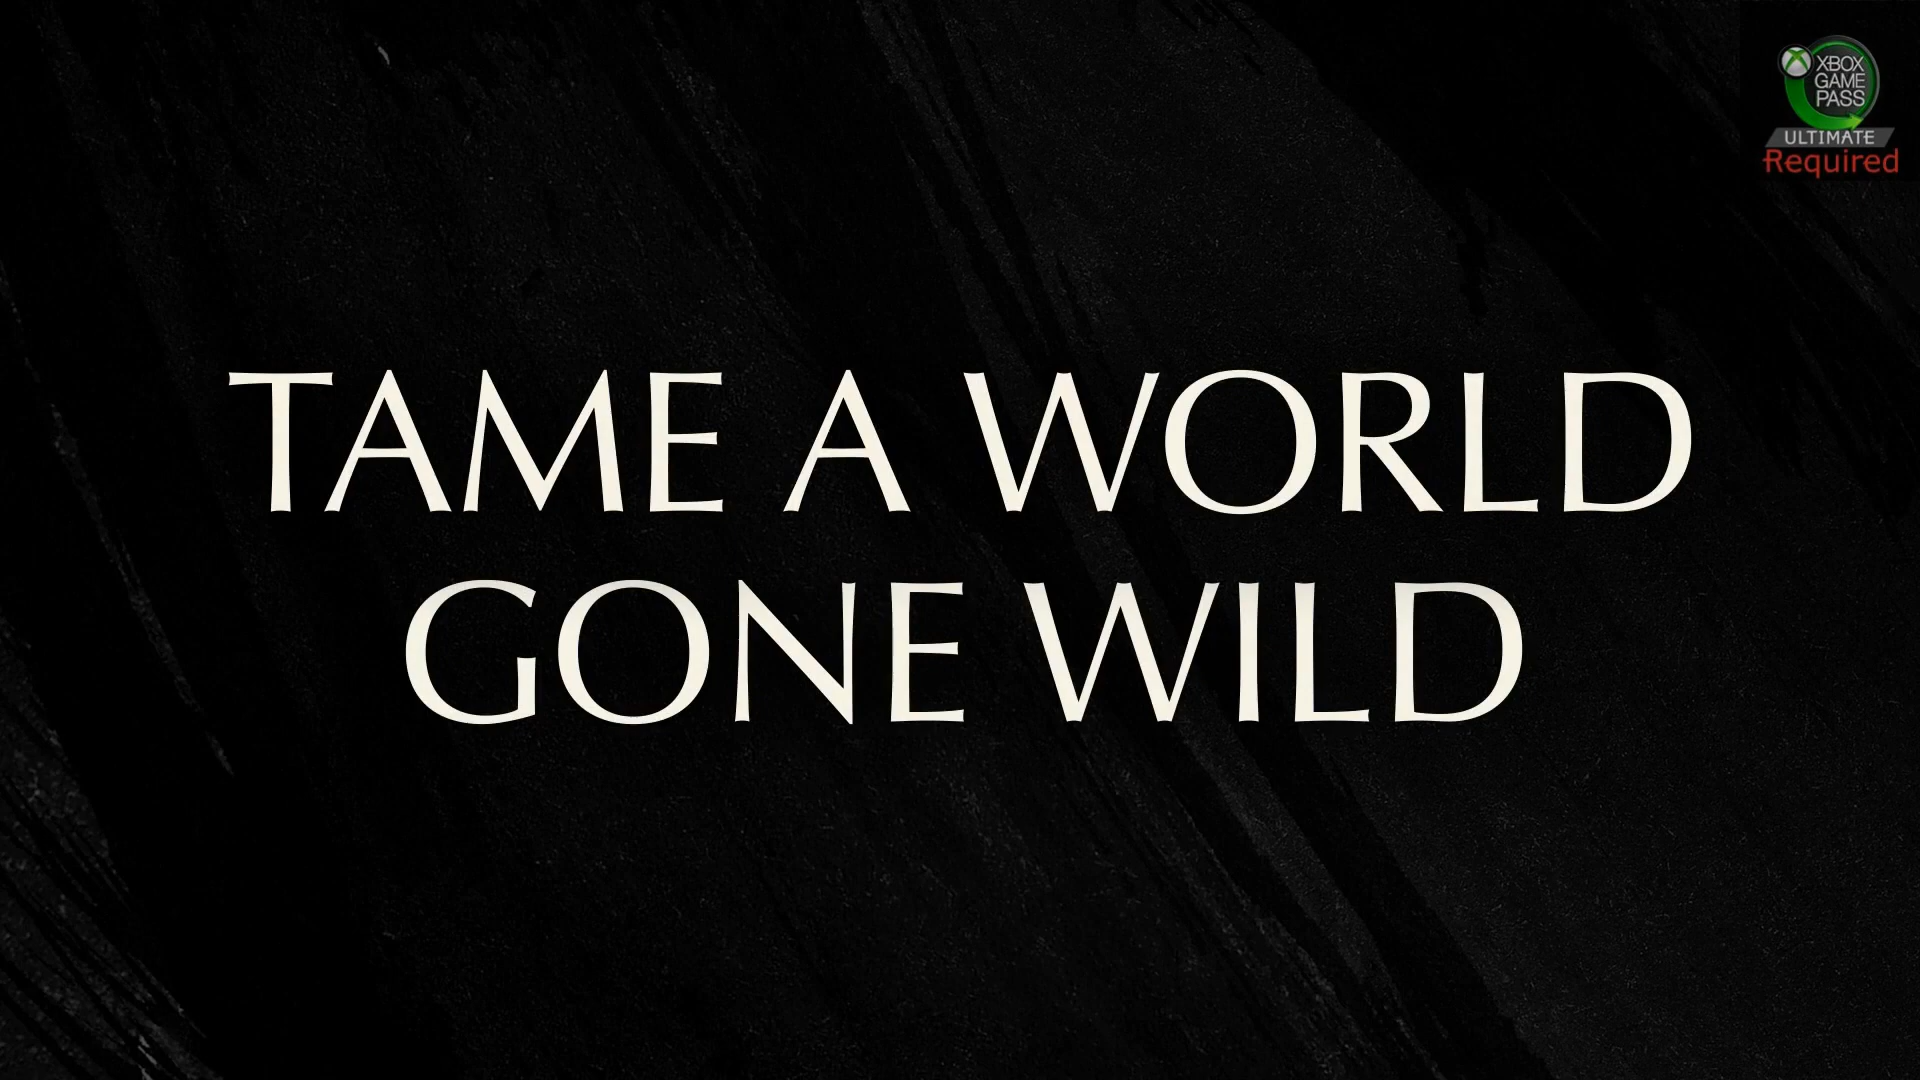 XBOX
GAME
PASS
ULTIMATE
Required
TAME A WORLD
GONE WILD